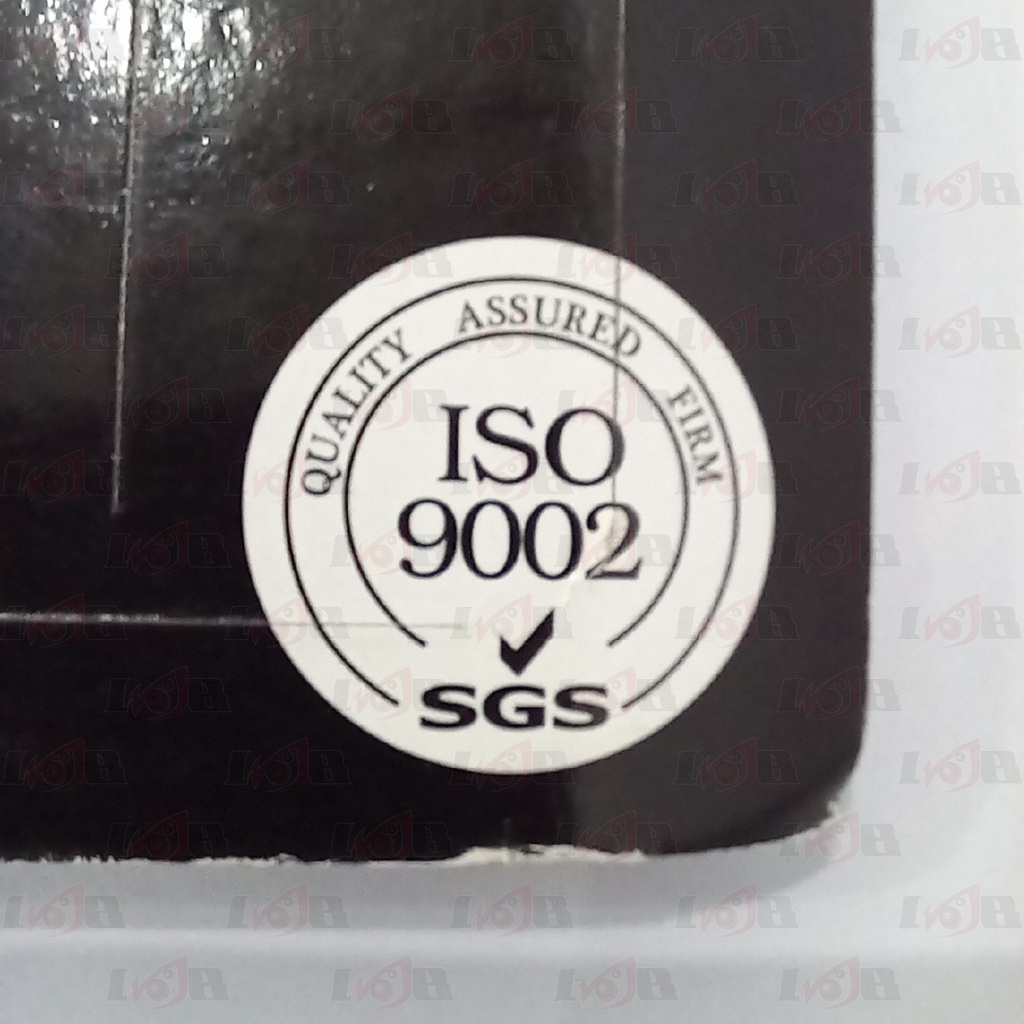 QUALITY ASSURED FIRM
ISO
9002
SGS